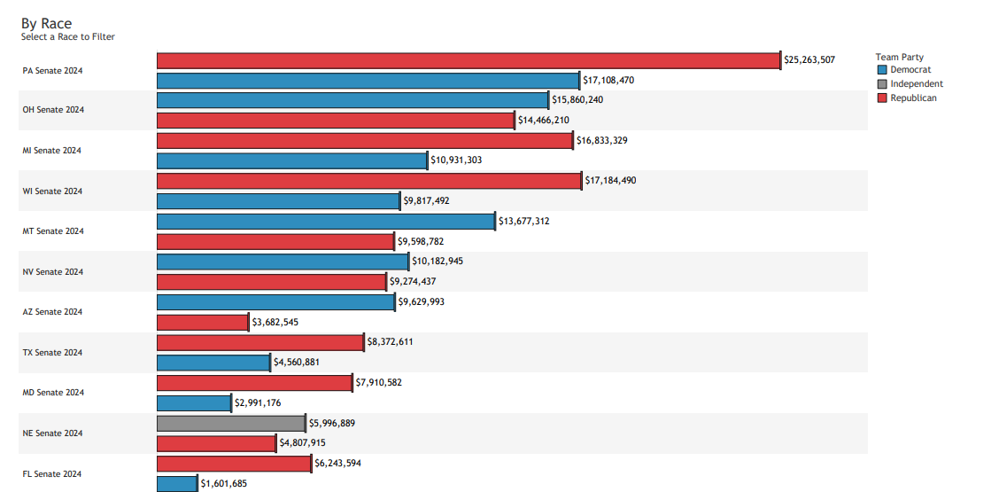 By Race
Select a Race to Filter
Team Party
Democrat
Independent
Republican
PA Senate 2024
$25,263,507
$17,108,470
OH Senate 2024
$15,860,240
$14,466,210
MI Senate 2024
$16,833,329
$10,931,303
WI Senate 2024
$17,184,490
$9,817,492
MT Senate 2024
$13,677,312
$9,598,782
NV Senate 2024
$10,182,945
$9,274,437
AZ Senate 2024
$9,629,993
$3,682,545
TX Senate 2024
$8,372,611
$4,560,881
MD Senate 2024
$7,910,582
$2,991,176
NE Senate 2024
$5,996,889
$4,807,915
FL Senate 2024
$6,243,594
$1,601,685